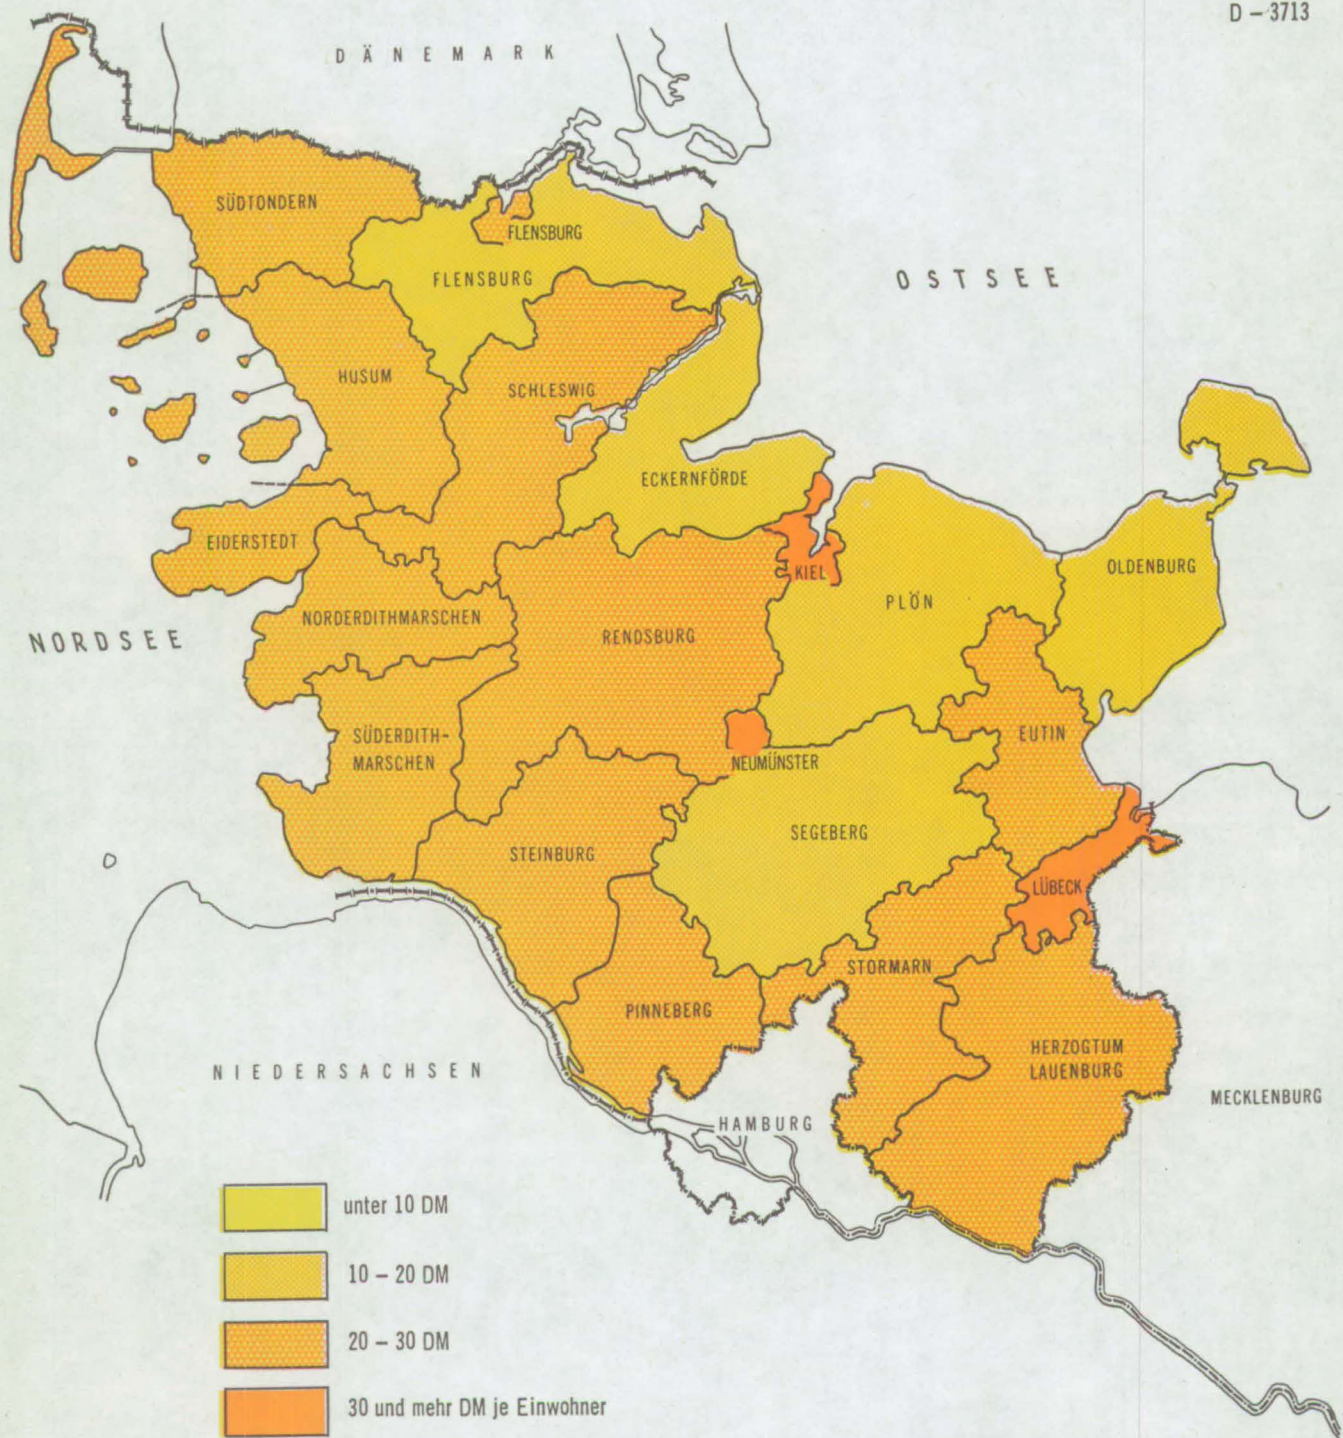 D – 3713
DÄNEMARK
SÜDTONDERN
FLENSBURG
FLENSBURG
OSTSEE
HUSUM
SCHLESWIG
ECKERNFÖRDE
EIDERSTEDT
KIEL
OLDENBURG
PLÖN
NORDERDITHMARSCHEN
RENDSBURG
NORDSEE
SÜDERDITH-
MARSCHEN
EUTIN
NEUMÜNSTER
SEGEBERG
STEINBURG
LÜBECK
STORMARN
PINNEBERG
HERZOGTUM
LAUENBURG
NIEDERSACHSEN
MECKLENBURG
HAMBURG
unter 10 DM
10 – 20 DM
20 – 30 DM
30 und mehr DM je Einwohner